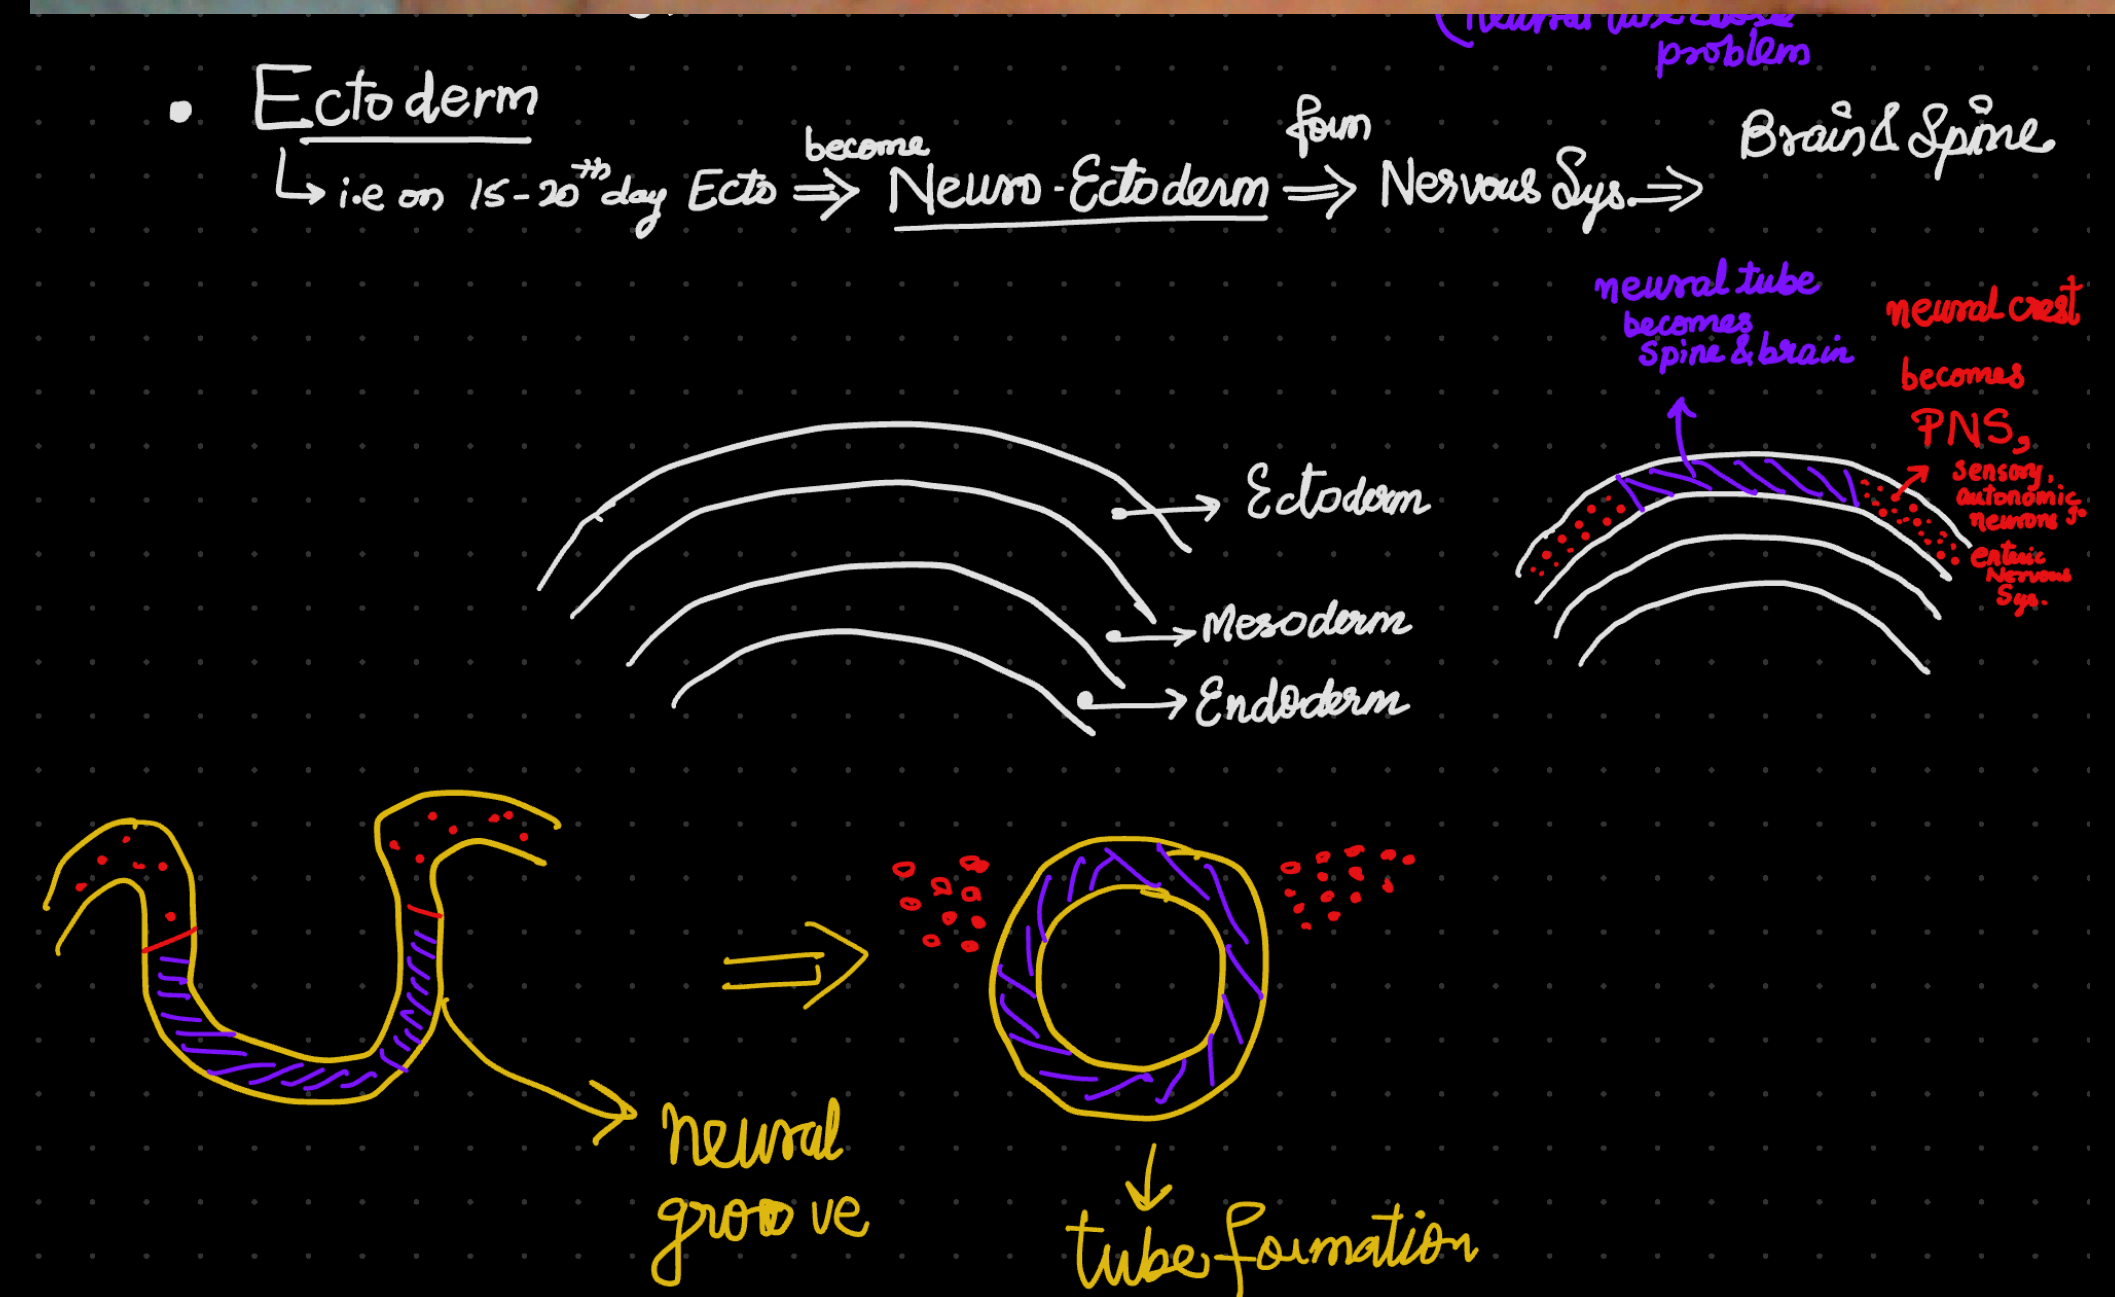 problem
• Ectoderm
↳ i.e on 15-20th day Ecto ⇒ become Neuro-Ectoderm ⇒ form Nervous Sys. ⇒ Brain & Spine
neural tube
becomes
spine & brain
neural crest
becomes
PNS,
sensory,
autonomic
neurons &
enteric
Nervous
Sys.
Ectoderm
Mesoderm
Endoderm
neural
groove
tube formation